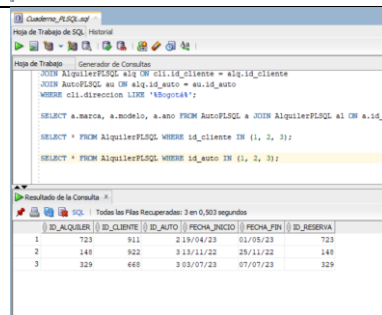 Cuaderno_PLSQL.sql
Hoja de Trabajo de SQL Historial
Hoja de Trabajo Generador de Consultas
JOIN AlquilerPLSQL alq ON cli.id_cliente = alq.id_cliente
JOIN AutoPLSQL au ON alq.id_auto = au.id_auto
WHERE cli.direccion LIKE '%Bogotá%';
SELECT a.marca, a.modelo, a.ano FROM AutoPLSQL a JOIN AlquilerPLSQL al ON a.id_
SELECT * FROM AlquilerPLSQL WHERE id_cliente IN (1, 2, 3);
SELECT * FROM AlquilerPLSQL WHERE id_auto IN (1, 2, 3);
Resultado de la Consulta
SQL | Todas las Filas Recuperadas: 3 en 0,503 segundos
ID_ALQUILER ID_CLIENTE ID_AUTO FECHA_INICIO FECHA_FIN ID_RESERVA
1 723 911 2 19/04/23 01/05/23 723
2 148 922 3 13/11/22 25/11/22 148
3 329 668 3 03/07/23 07/07/23 329